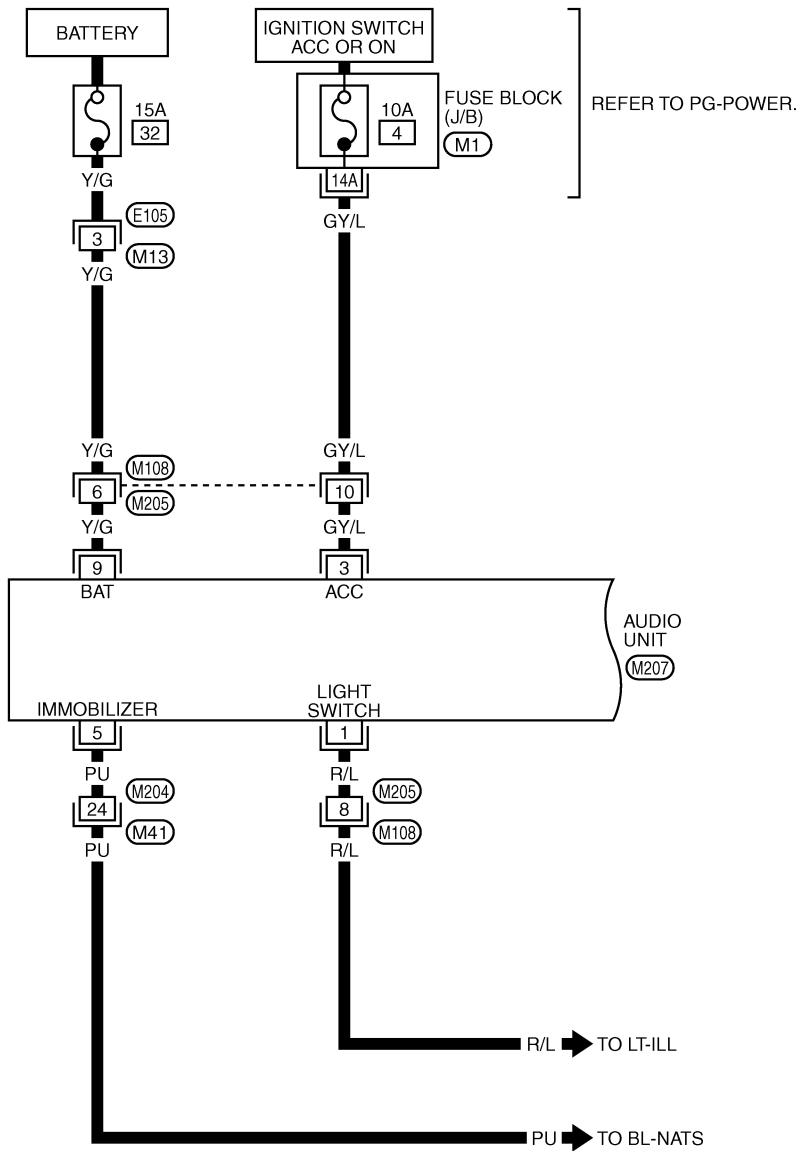 BATTERY
IGNITION SWITCH
ACC OR ON
15A
32
10A
4
FUSE BLOCK
(J/B)
M1
REFER TO PG-POWER.
14A
Y/G
GY/L
E105
3
M13
Y/G
Y/G
GY/L
M108
6
10
M205
Y/G
GY/L
9
3
BAT
ACC
AUDIO
UNIT
M207
IMMOBILIZER
LIGHT
SWITCH
5
1
PU
R/L
M204
M205
24
8
M41
M108
PU
R/L
R/L
TO LT-ILL
PU
TO BL-NATS